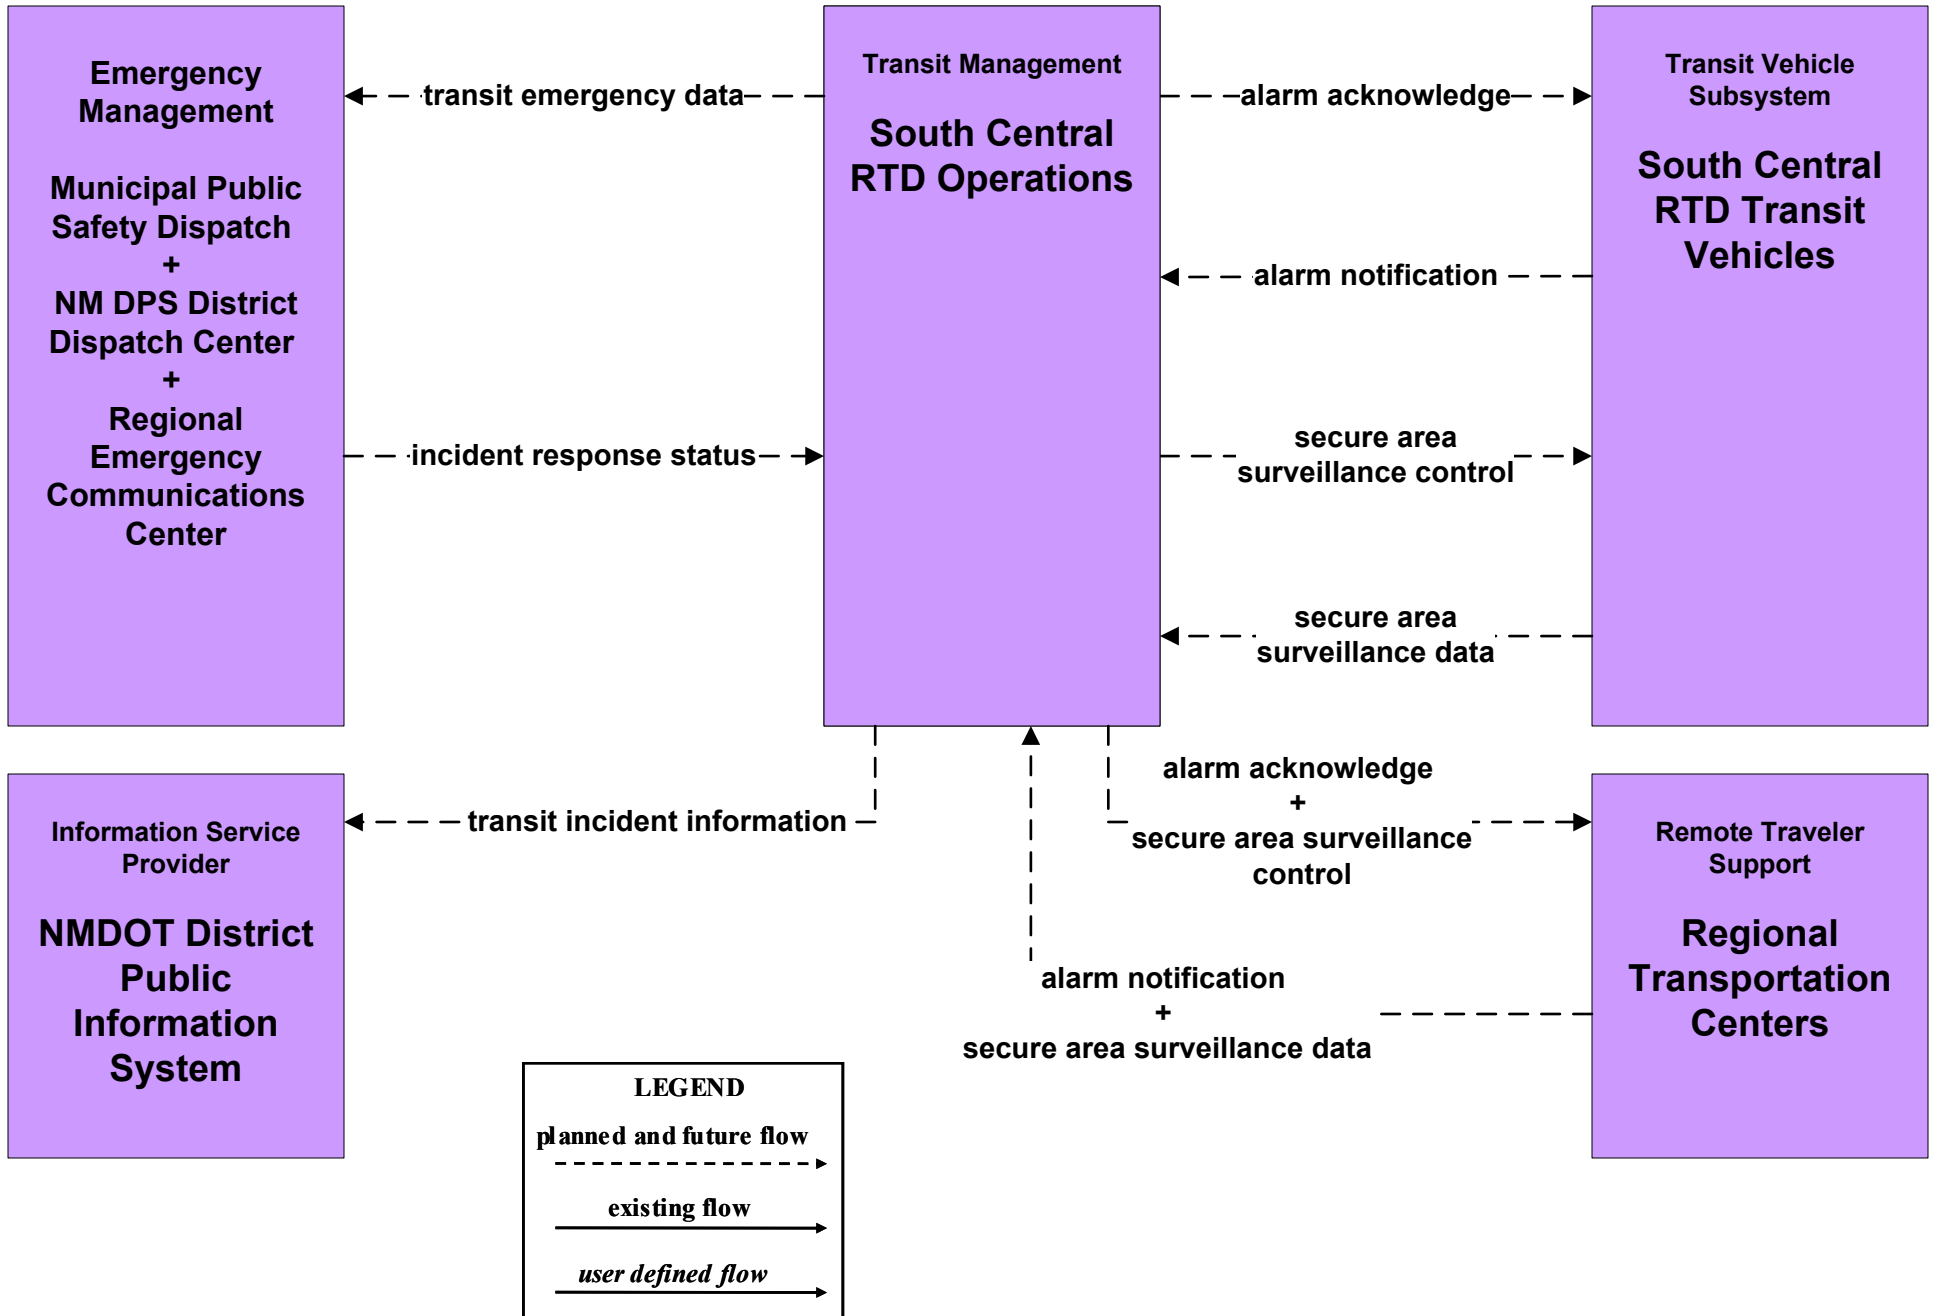 Emergency
Management
Municipal Public
Safety Dispatch
+
NM DPS District
Dispatch Center
+
Regional
Emergency
Communications
Center
transit emergency data
incident response status
Transit Management
South Central
RTD Operations
alarm acknowledge
alarm notification
secure area
surveillance control
secure area
surveillance data
Transit Vehicle
Subsystem
South Central
RTD Transit
Vehicles
Information Service
Provider
NMDOT District
Public
Information
System
transit incident information
alarm acknowledge
+
secure area surveillance
control
alarm notification
+
secure area surveillance data
Remote Traveler
Support
Regional
Transportation
Centers
LEGEND
planned and future flow
existing flow
user defined flow